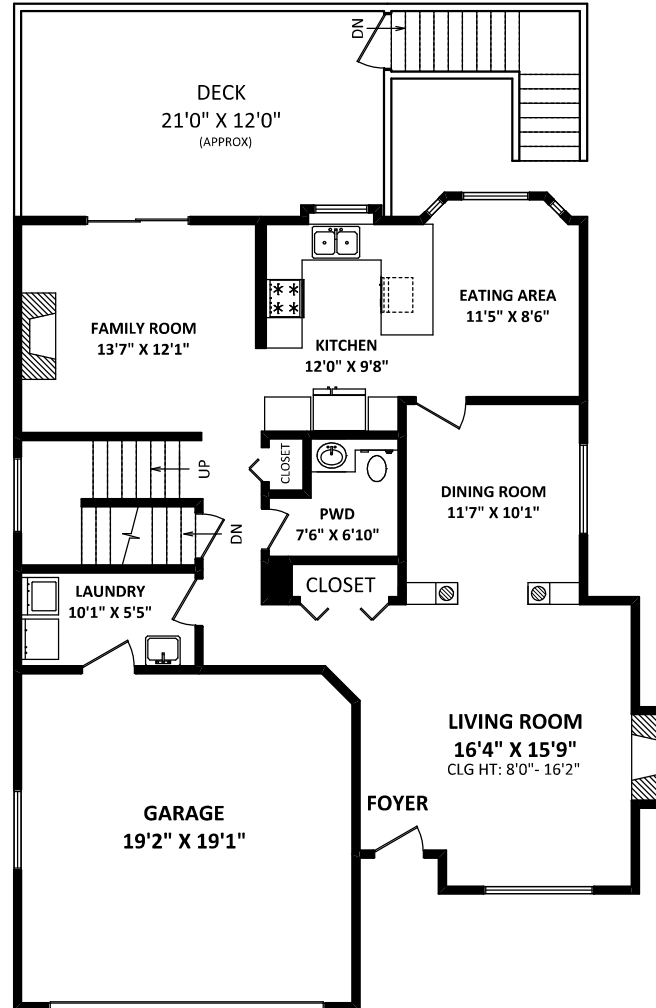 DN
DECK
21'0" X 12'0"
(APPROX)
EATING AREA
11'5" X 8'6"
FAMILY ROOM
13'7" X 12'1"
KITCHEN
12'0" X 9'8"
UP
CLOSET
DINING ROOM
11'7" X 10'1"
PWD
7'6" X 6'10"
DN
LAUNDRY
10'1" X 5'5"
CLOSET
LIVING ROOM
16'4" X 15'9"
CLG HT: 8'0"- 16'2"
FOYER
GARAGE
19'2" X 19'1"